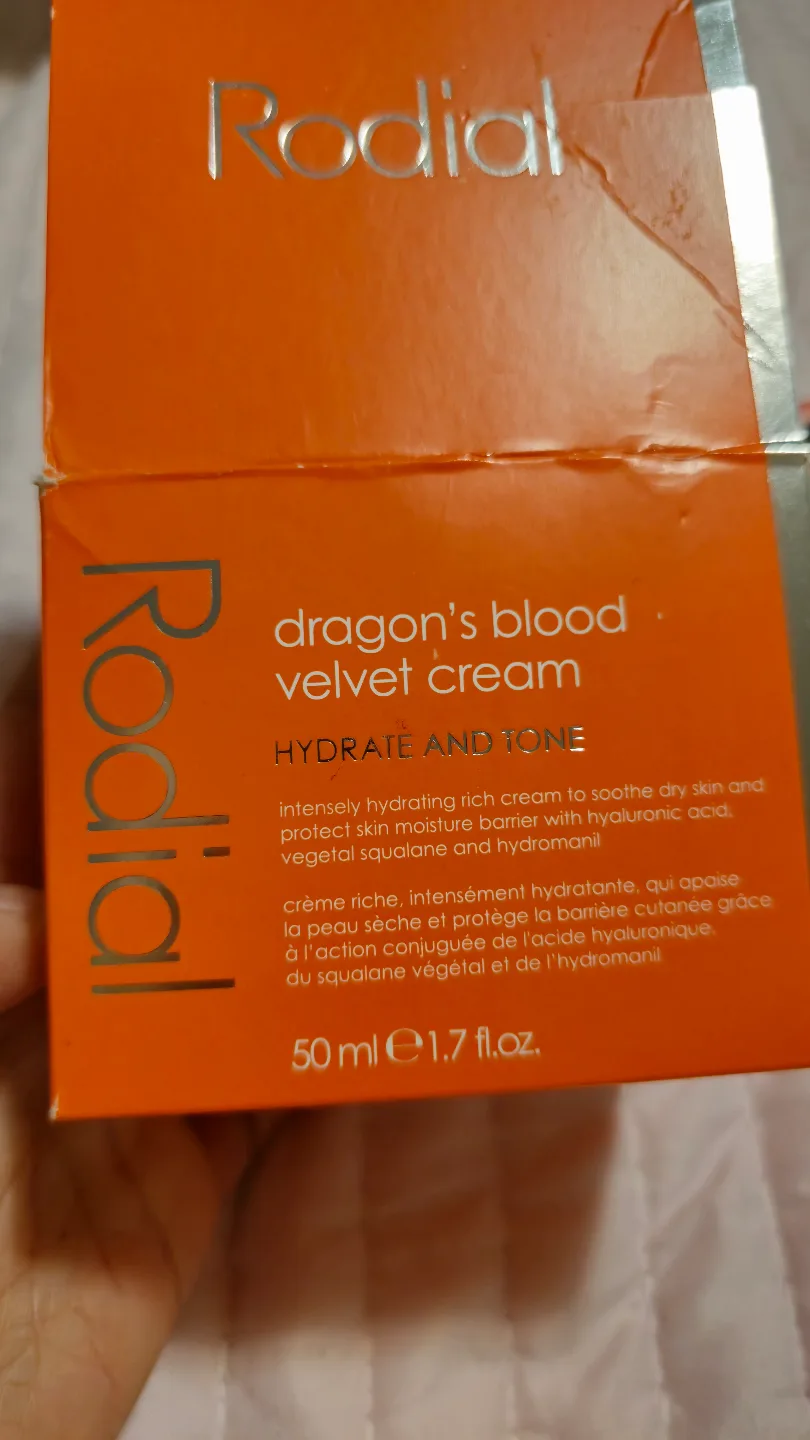 Rodial
Rodial
dragon's blood
velvet cream
HYDRATE AND TONE
intensely hydrating rich cream to soothe dry skin and
protect skin moisture barrier with hyaluronic acid,
vegetal squalane and hydromanil
crème riche, intensément hydratante, qui apaise
la peau sèche et protège la barrière cutanée grâce
à l'action conjuguée de l'acide hyaluronique,
du squalane végétal et de l'hydromanil
50 ml ℮ 1.7 fl.oz.